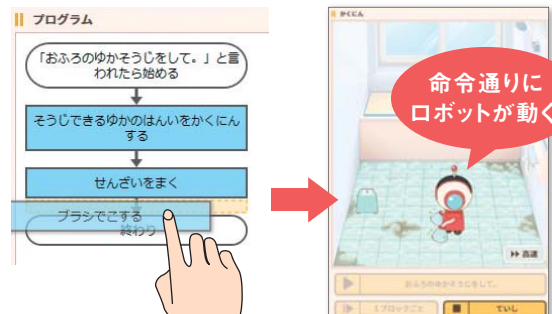 プログラム
「おふろのゆかそうじをして。」と言
われたら始める
そうじできるゆかのはんいをかくにん
する
せんざいをまく
ブラシでこする
終わり
かくにん
命令通りに
ロボットが動く
高速
おふろのゆかそうじをして。
1ブロックごと
ていし